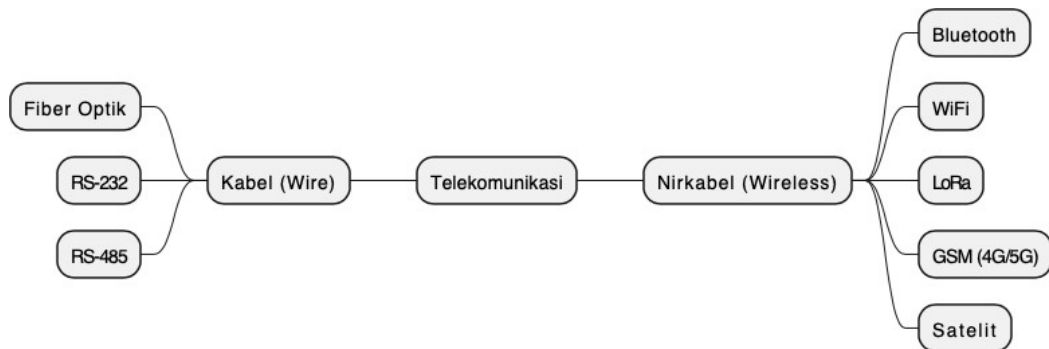 Bluetooth
Fiber Optik
WiFi
RS-232
Kabel (Wire)
Telekomunikasi
Nirkabel (Wireless)
LoRa
RS-485
GSM (4G/5G)
Satelit